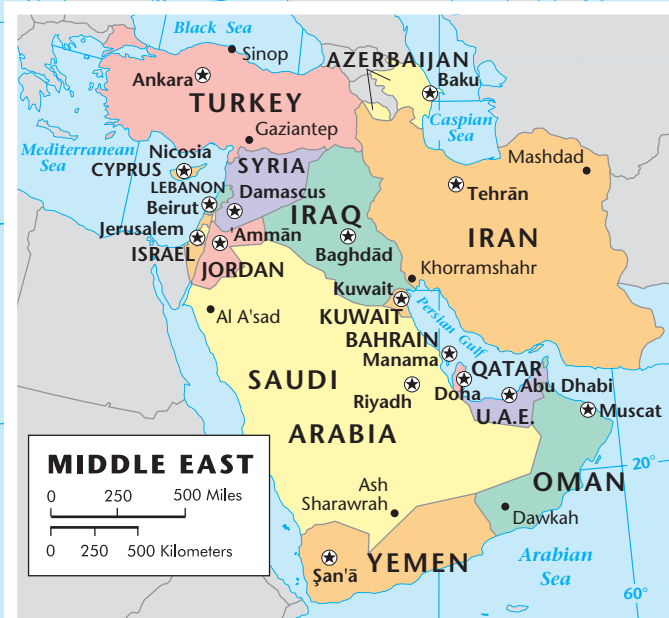 Black Sea
Sinop
AZERBAIJAN
Ankara
Baku
TURKEY
Gaziantep
Caspian
Sea
Mediterranean
Sea
Nicosia
CYPRUS
SYRIA
Mashdad
LEBANON
Damascus
Tehrān
Beirut
IRAQ
Jerusalem
'Ammān
IRAN
ISRAEL
Baghdād
JORDAN
Khorramshahr
Kuwait
Al A'sad
KUWAIT
Persian Gulf
BAHRAIN
Manama
QATAR
SAUDI
Abu Dhabi
Riyadh
Doha
Muscat
U.A.E.
ARABIA
MIDDLE EAST
0 250 500 Miles
0 250 500 Kilometers
20°
OMAN
Ash
Sharawrah
Dawkah
YEMEN
Şan'ā
Arabian
Sea
60°